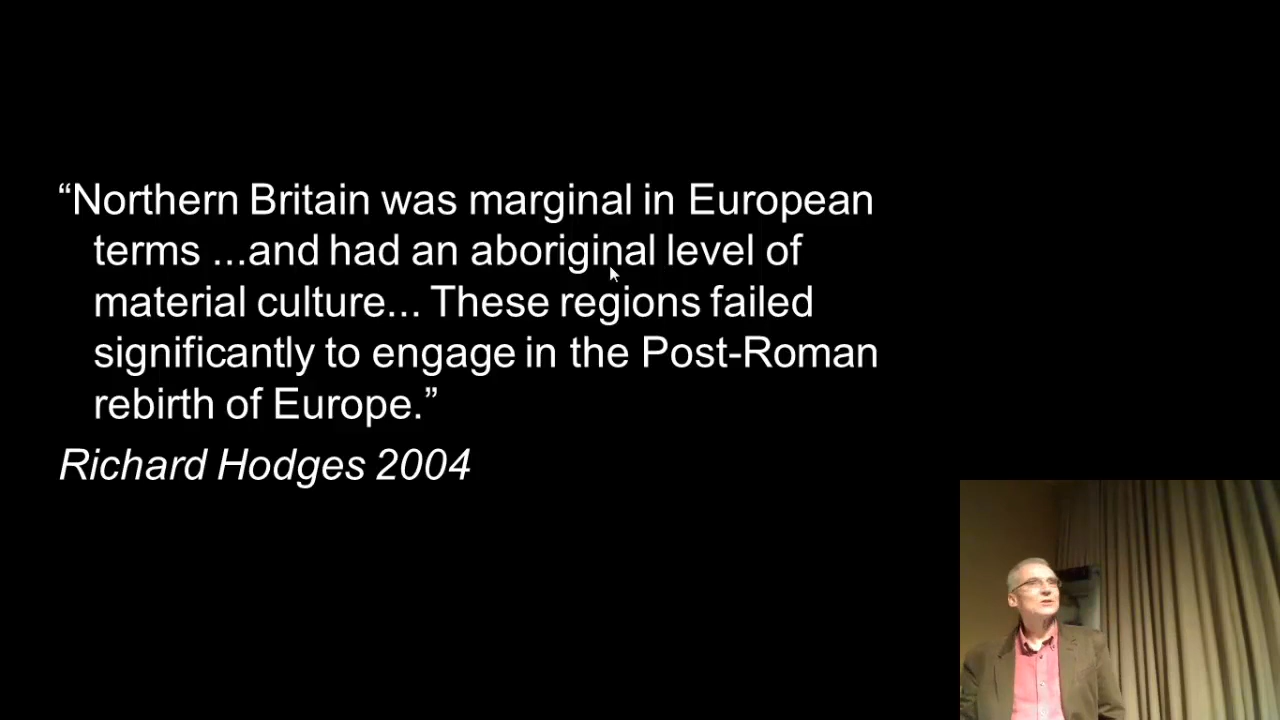 “Northern Britain was marginal in European
terms ...and had an aboriginal level of
material culture... These regions failed
significantly to engage in the Post-Roman
rebirth of Europe.”
Richard Hodges 2004